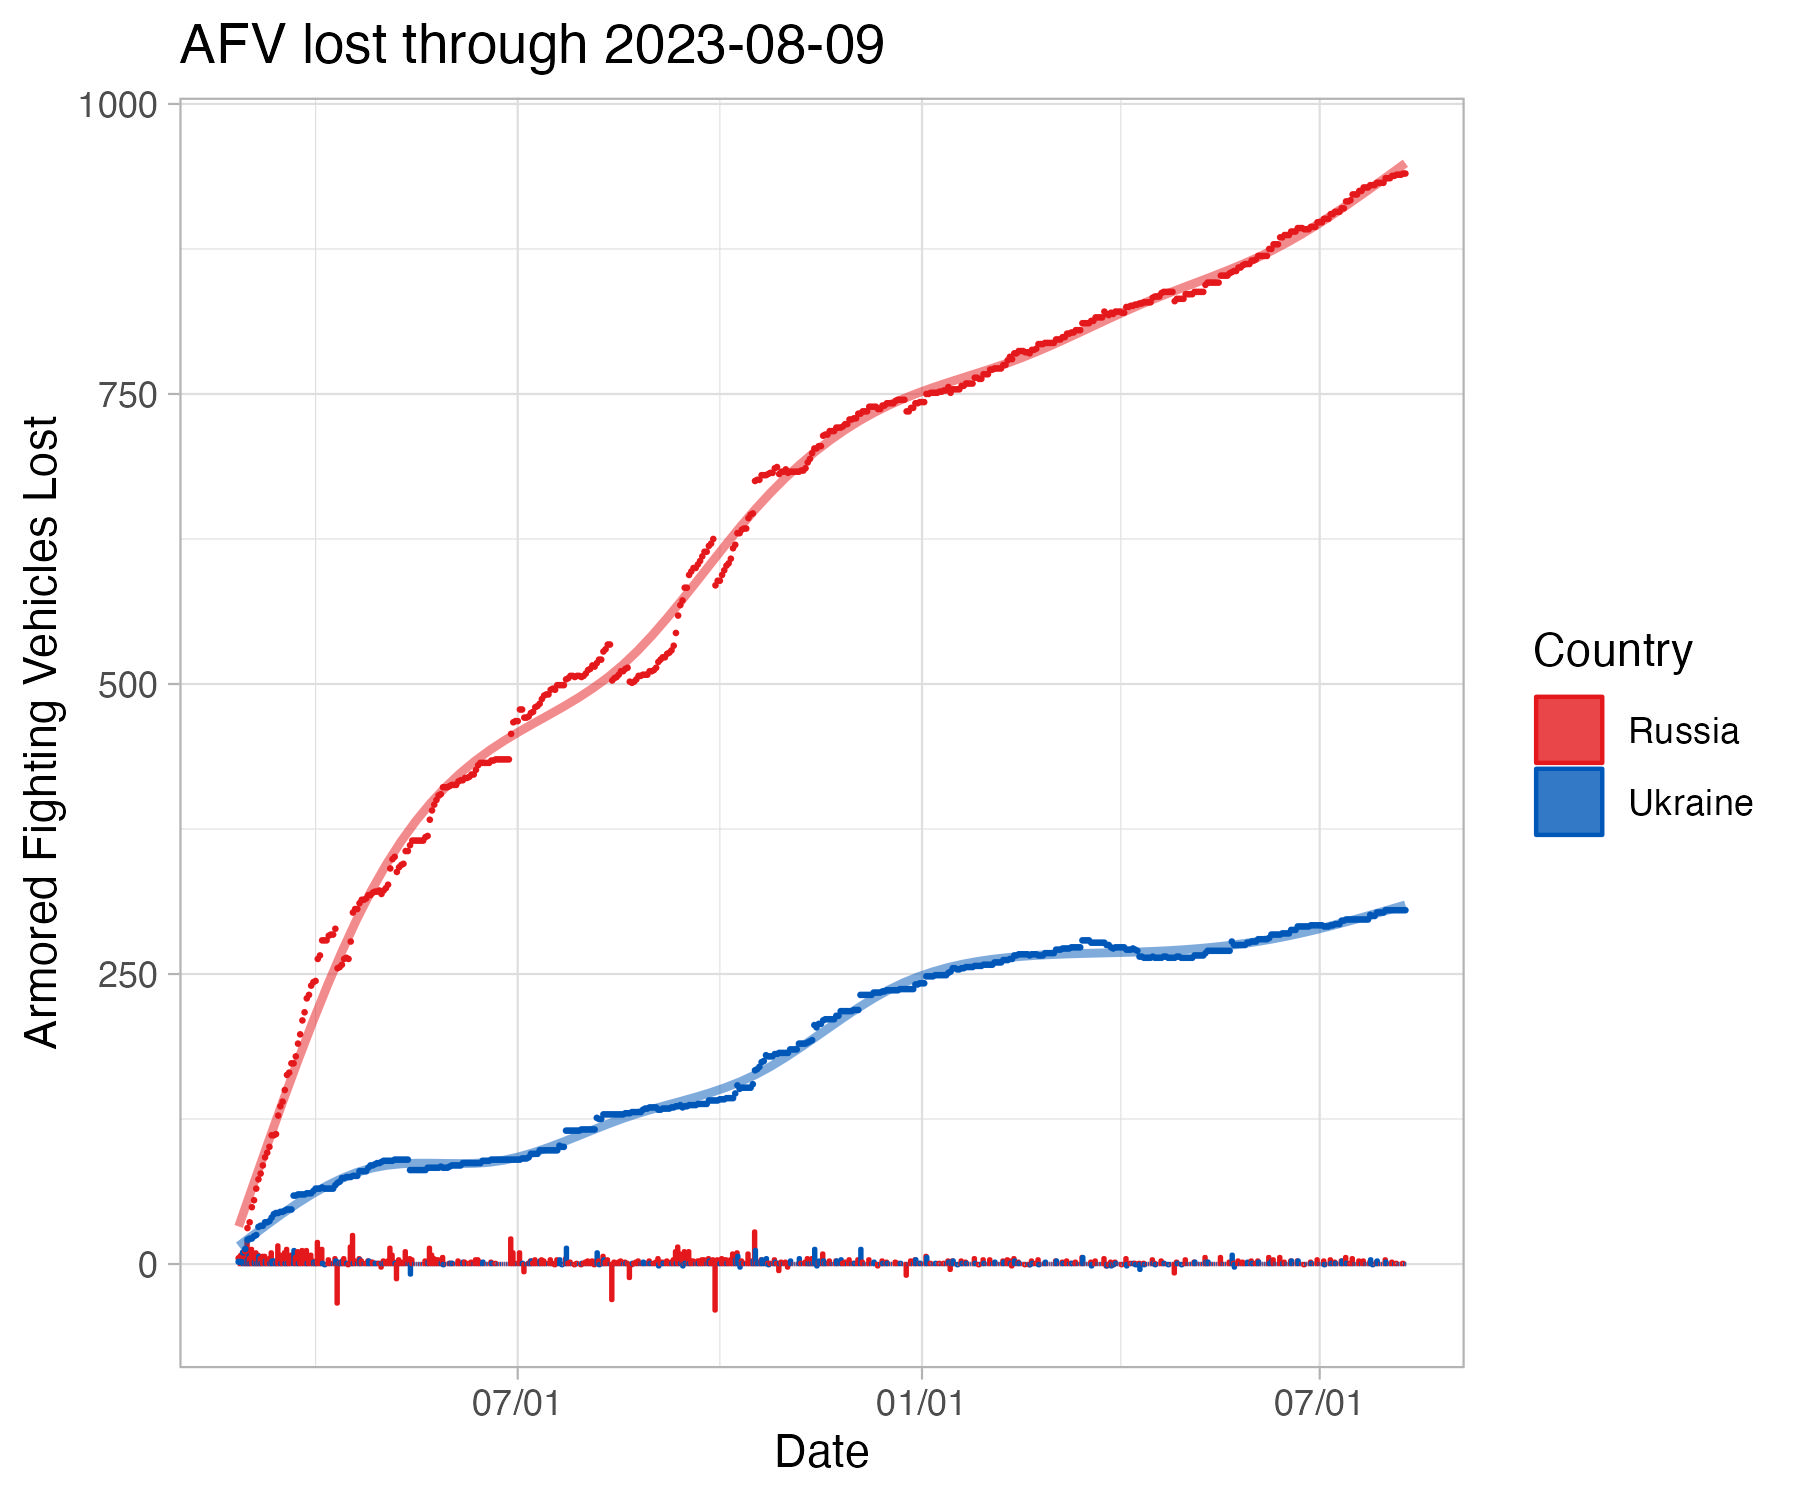 AFV lost through 2023-08-09
Armored Fighting Vehicles Lost
1000
750
500
250
0
07/01
01/01
07/01
Date
Country
Russia
Ukraine